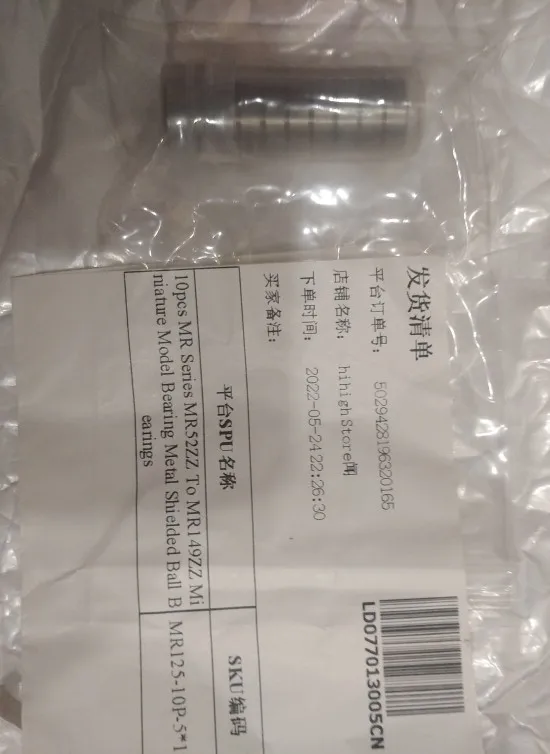 发货清单
LD077013005CN
平台订单号: 5029428196320165
店铺名称: hihighStore闻
下单时间: 2022-05-24 22:26:30
买家备注:
平台SPU名称
SKU编码
10pcs MR Series MR52ZZ To MR149ZZ Mi
niature Model Bearing Metal Shielded Ball B
earings
MR125-10P-5*1